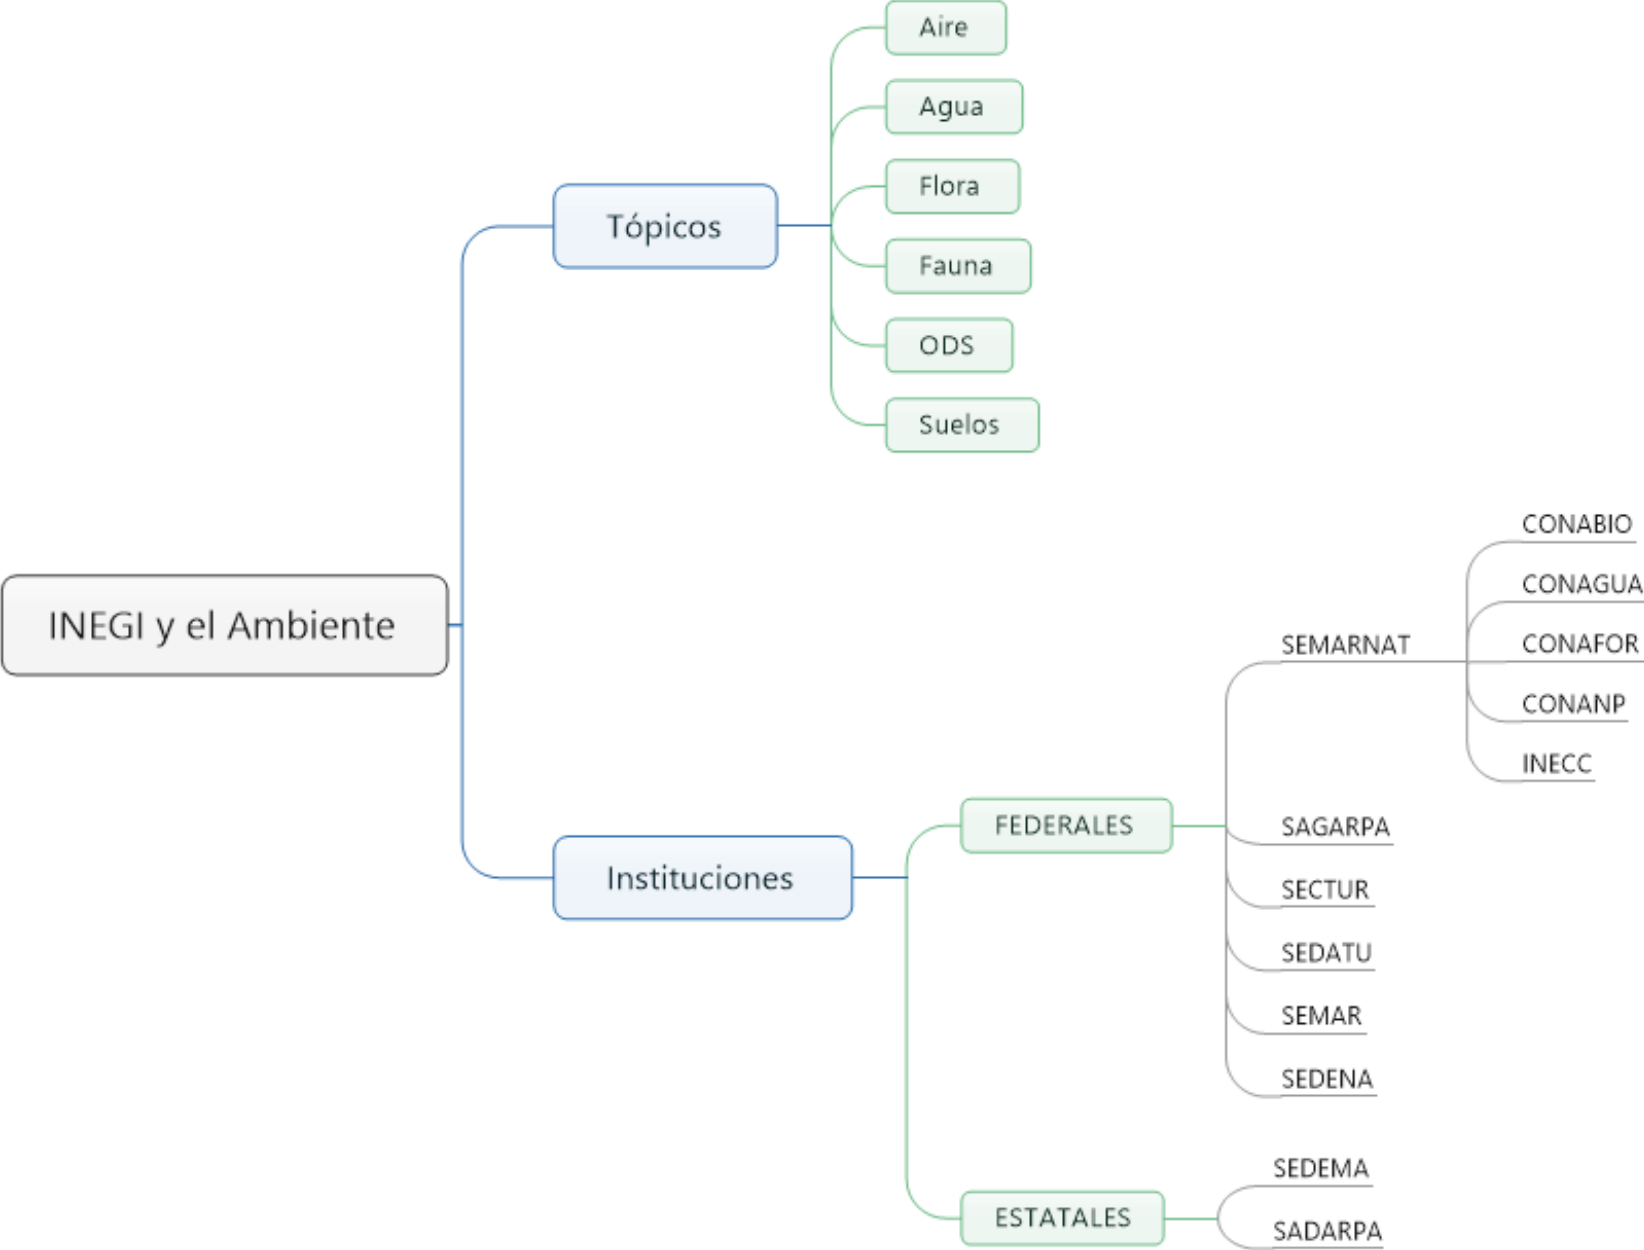 INEGI y el Ambiente
Tópicos
Aire
Agua
Flora
Fauna
ODS
Suelos
Instituciones
FEDERALES
SEMARNAT
CONABIO
CONAGUA
CONAFOR
CONANP
INECC
SAGARPA
SECTUR
SEDATU
SEMAR
SEDENA
ESTATALES
SEDEMA
SADARPA